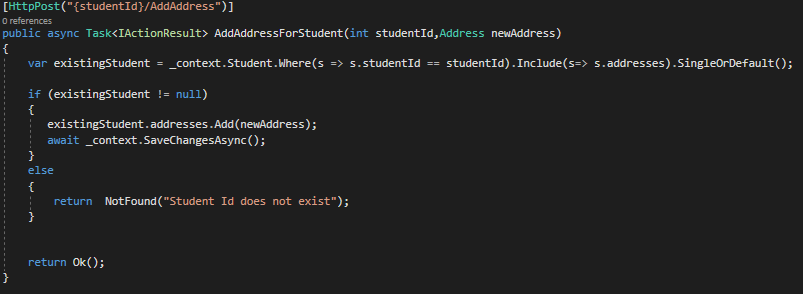 [HttpPost("{studentId}/AddAddress")]
0 references
public async Task<IActionResult> AddAddressForStudent(int studentId,Address newAddress)
{
var existingStudent = _context.Student.Where(s => s.studentId == studentId).Include(s=> s.addresses).SingleOrDefault();
if (existingStudent != null)
{
existingStudent.addresses.Add(newAddress);
await _context.SaveChangesAsync();
}
else
{
return  NotFound("Student Id does not exist");
}
return Ok();
}